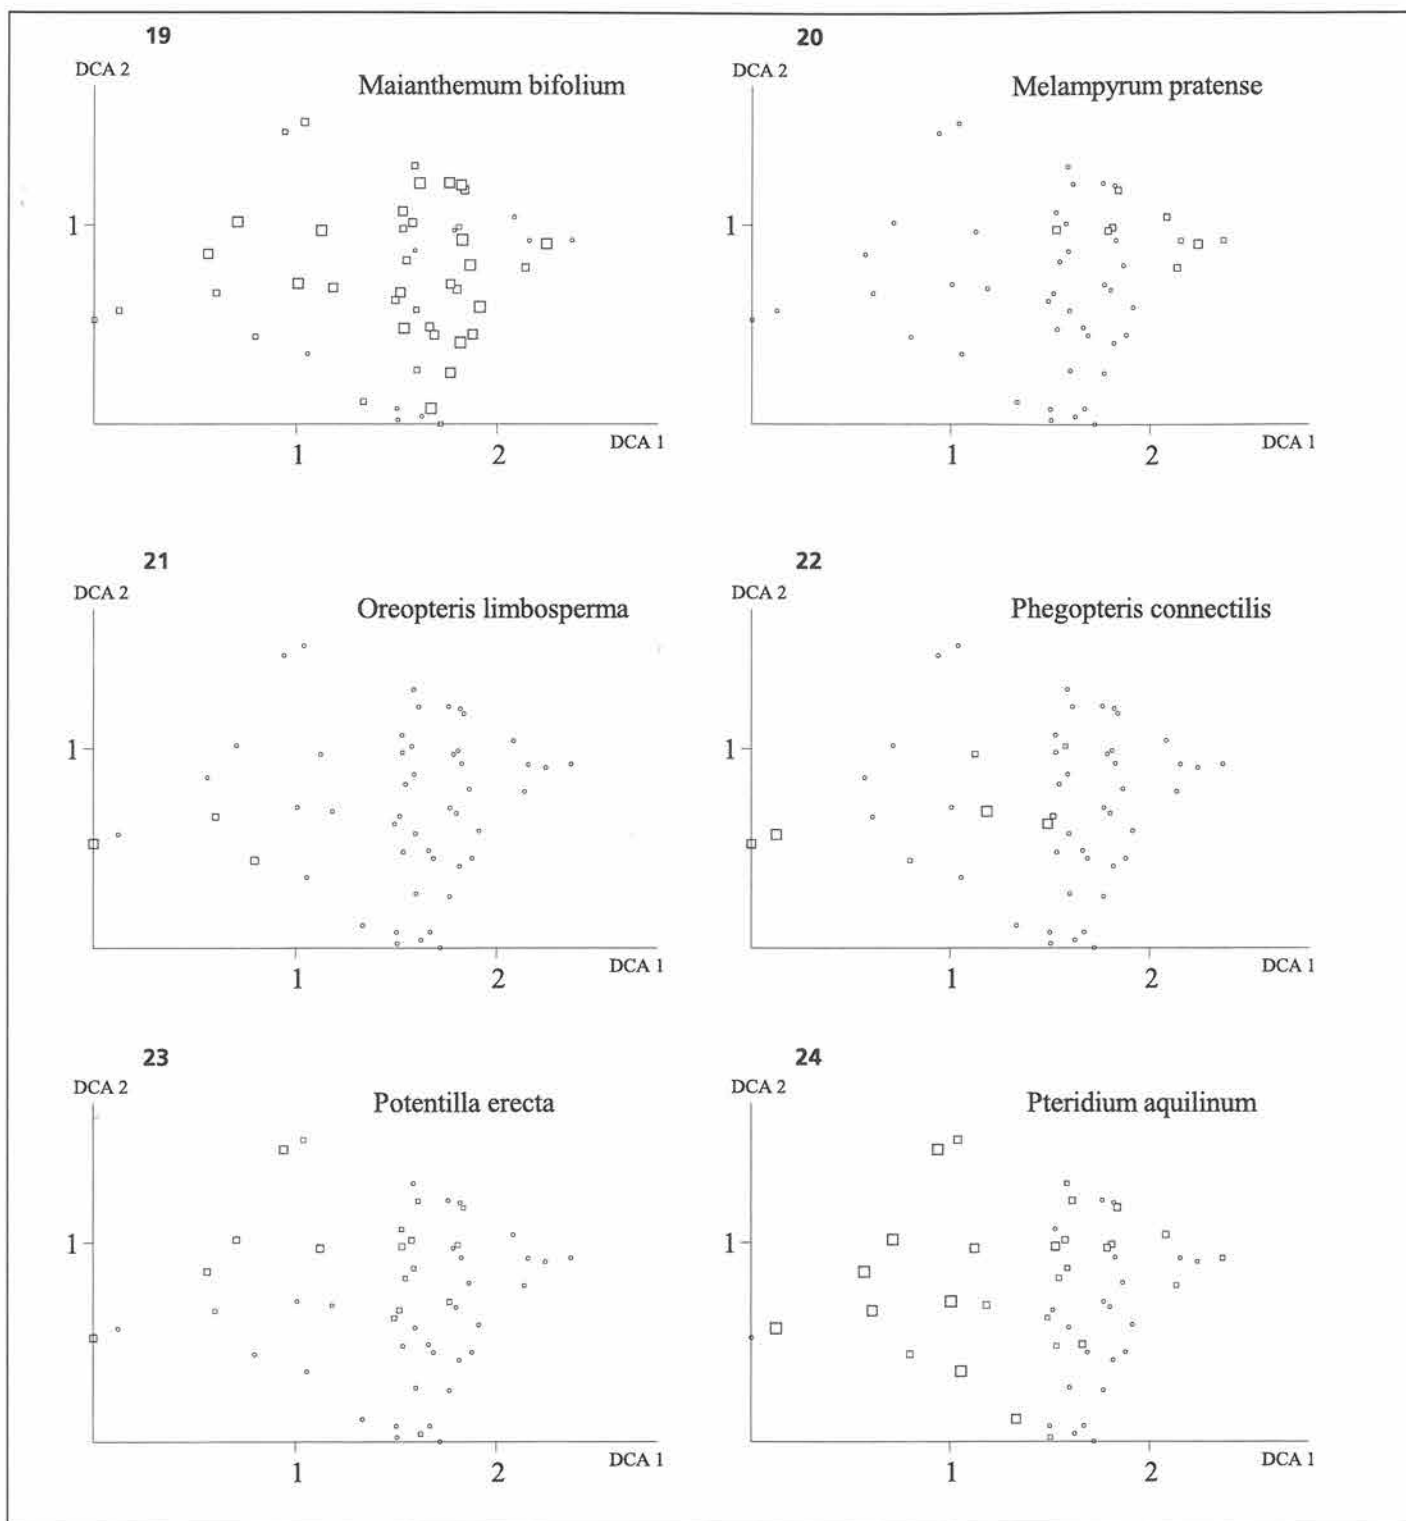 19
DCA 2
Maianthemum bifolium
1
1
2
DCA 1
20
DCA 2
Melampyrum pratense
1
1
2
DCA 1
21
DCA 2
Oreopteris limbosperma
1
1
2
DCA 1
22
DCA 2
Phegopteris connectilis
1
1
2
DCA 1
23
DCA 2
Potentilla erecta
1
1
2
DCA 1
24
DCA 2
Pteridium aquilinum
1
1
2
DCA 1